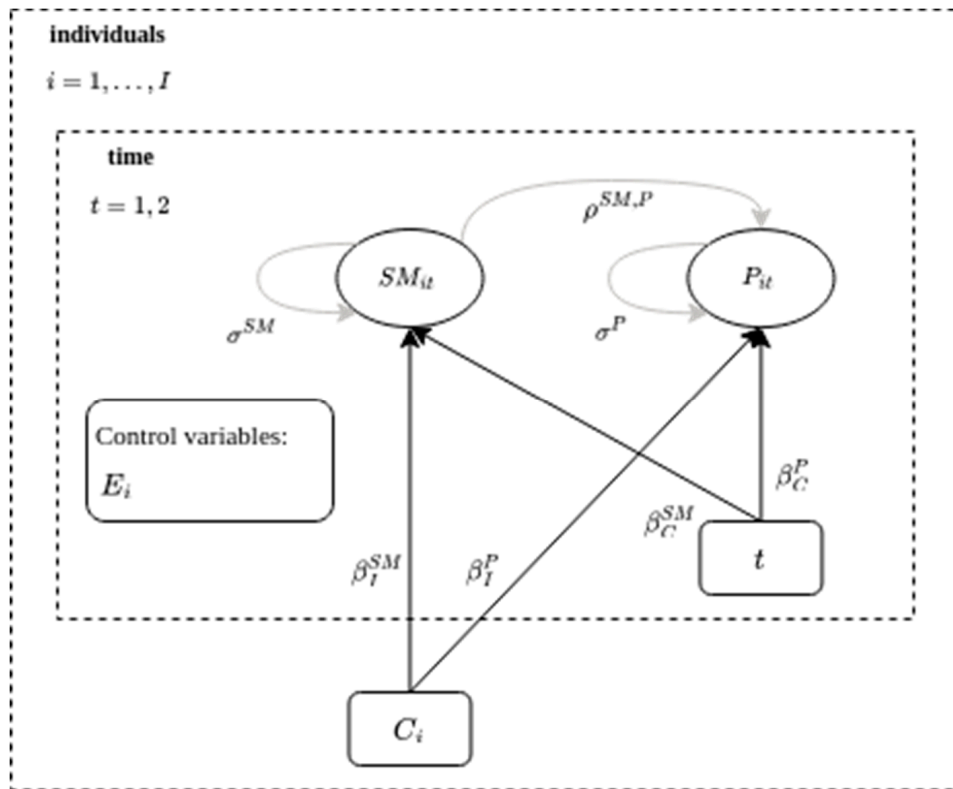 individuals
i = 1, . . . , I
time
t = 1, 2
ρ^{SM,P}
SM_{it}
P_{it}
σ^{SM}
σ^{P}
Control variables:
E_i
β_C^P
β_C^{SM}
t
β_I^{SM}
β_I^P
C_i